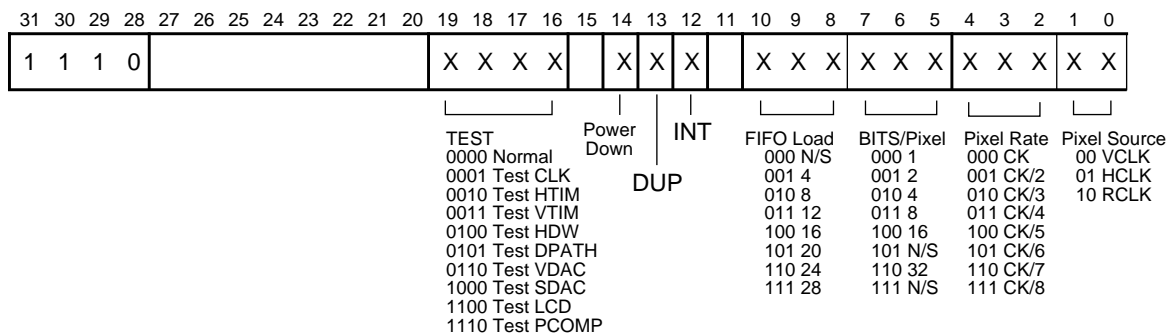 31 30 29 28 27 26 25 24 23 22 21 20 19 18 17 16 15 14 13 12 11 10 9 8 7 6 5 4 3 2 1 0
1 1 1 0 X X X X X X X X X X X X X X X X X X
TEST
0000 Normal
0001 Test CLK
0010 Test HTIM
0011 Test VTIM
0100 Test HDW
0101 Test DPATH
0110 Test VDAC
1000 Test SDAC
1100 Test LCD
1110 Test PCOMP
Power
Down
DUP
INT
FIFO Load
000 N/S
001 4
010 8
011 12
100 16
101 20
110 24
111 28
BITS/Pixel
000 1
001 2
010 4
011 8
100 16
101 N/S
110 32
111 N/S
Pixel Rate
000 CK
001 CK/2
010 CK/3
011 CK/4
100 CK/5
101 CK/6
110 CK/7
111 CK/8
Pixel Source
00 VCLK
01 HCLK
10 RCLK